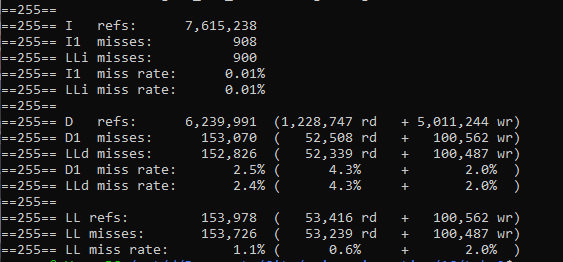 ==255==
==255== I   refs:      7,615,238
==255== I1  misses:          908
==255== LLi misses:          900
==255== I1  miss rate:      0.01%
==255== LLi miss rate:      0.01%
==255==
==255== D   refs:      6,239,991  (1,228,747 rd   + 5,011,244 wr)
==255== D1  misses:      153,070  (   52,508 rd   +   100,562 wr)
==255== LLd misses:      152,826  (   52,339 rd   +   100,487 wr)
==255== D1  miss rate:       2.5% (      4.3%     +       2.0%  )
==255== LLd miss rate:       2.4% (      4.3%     +       2.0%  )
==255==
==255== LL refs:         153,978  (   53,416 rd   +   100,562 wr)
==255== LL misses:       153,726  (   53,239 rd   +   100,487 wr)
==255== LL miss rate:        1.1% (      0.6%     +       2.0%  )